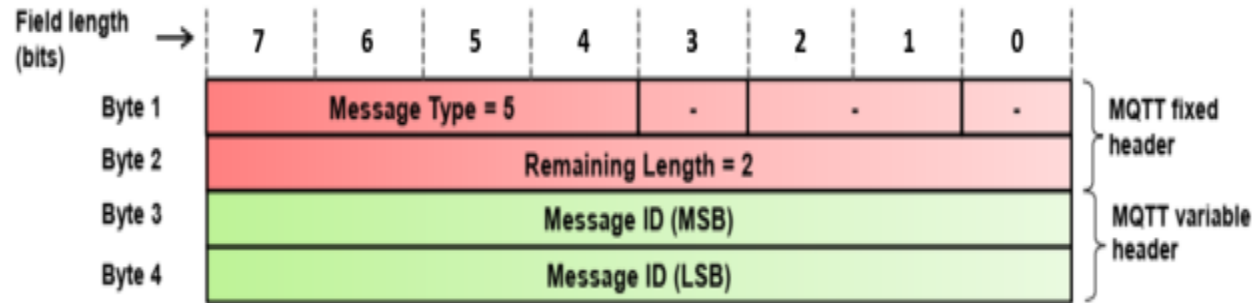 Field length
(bits)
7 6 5 4 3 2 1 0
Byte 1 Message Type = 5 - - -
Byte 2 Remaining Length = 2
MQTT fixed
header
Byte 3 Message ID (MSB)
Byte 4 Message ID (LSB)
MQTT variable
header